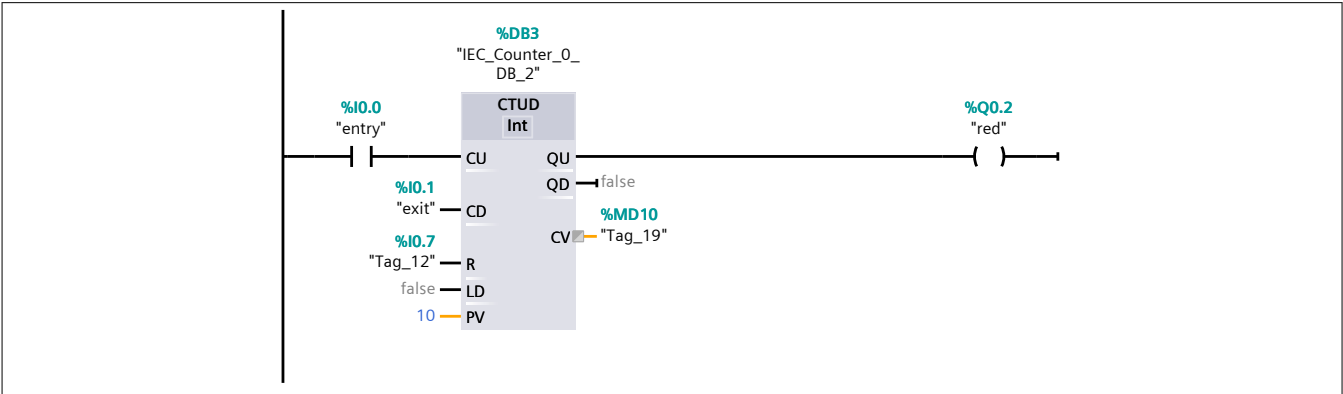 %DB3
"IEC_Counter_0_
DB_2"
CTUD
Int
%I0.0
"entry"
%Q0.2
"red"
CU
QU
QD
false
%I0.1
"exit"
CD
%MD10
"Tag_19"
CV
%I0.7
"Tag_12"
R
false
LD
10
PV